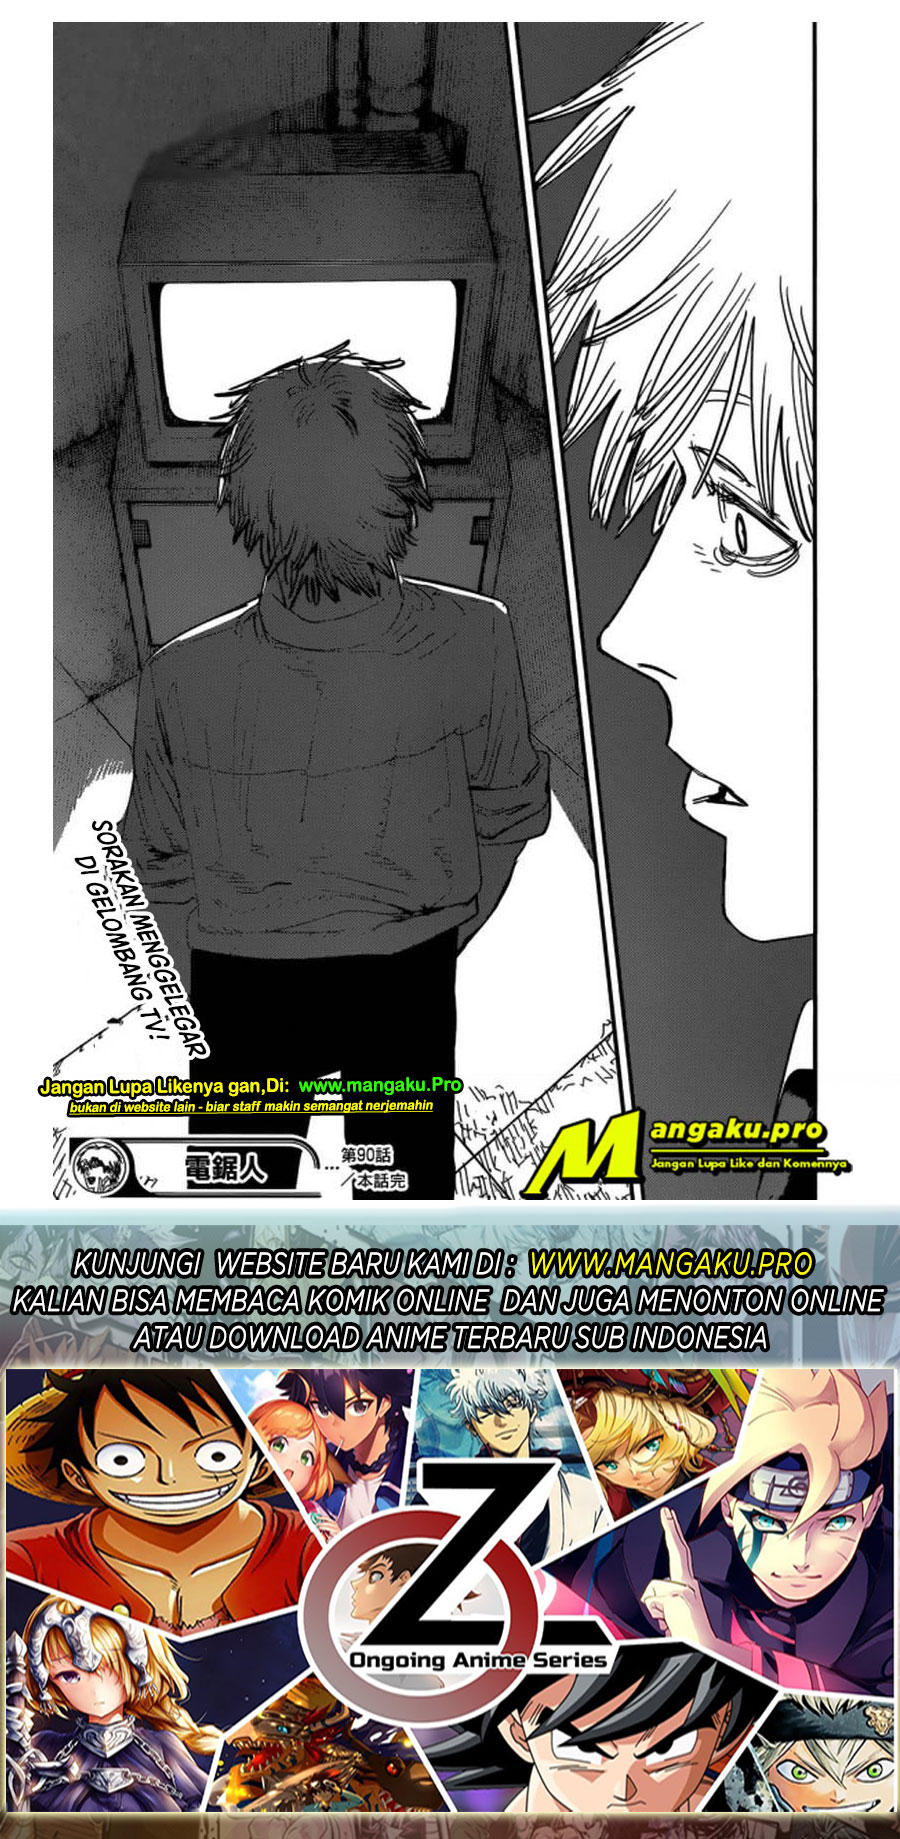 SORAKAN MENGGELEGAR
DI GELOMBANG TV!
Jangan Lupa Likenya gan,Di: www.mangaku.Pro
bukan di website lain - biar staff makin semangat nerjemahin
電鋸人
... 第90話
／本話完
Mangaku.pro
Jangan Lupa Like dan Komennya
KUNJUNGI WEBSITE BARU KAMI DI : WWW.MANGAKU.PRO
KALIAN BISA MEMBACA KOMIK ONLINE DAN JUGA MENONTON ONLINE
ATAU DOWNLOAD ANIME TERBARU SUB INDONESIA
OZ
Ongoing Anime Series